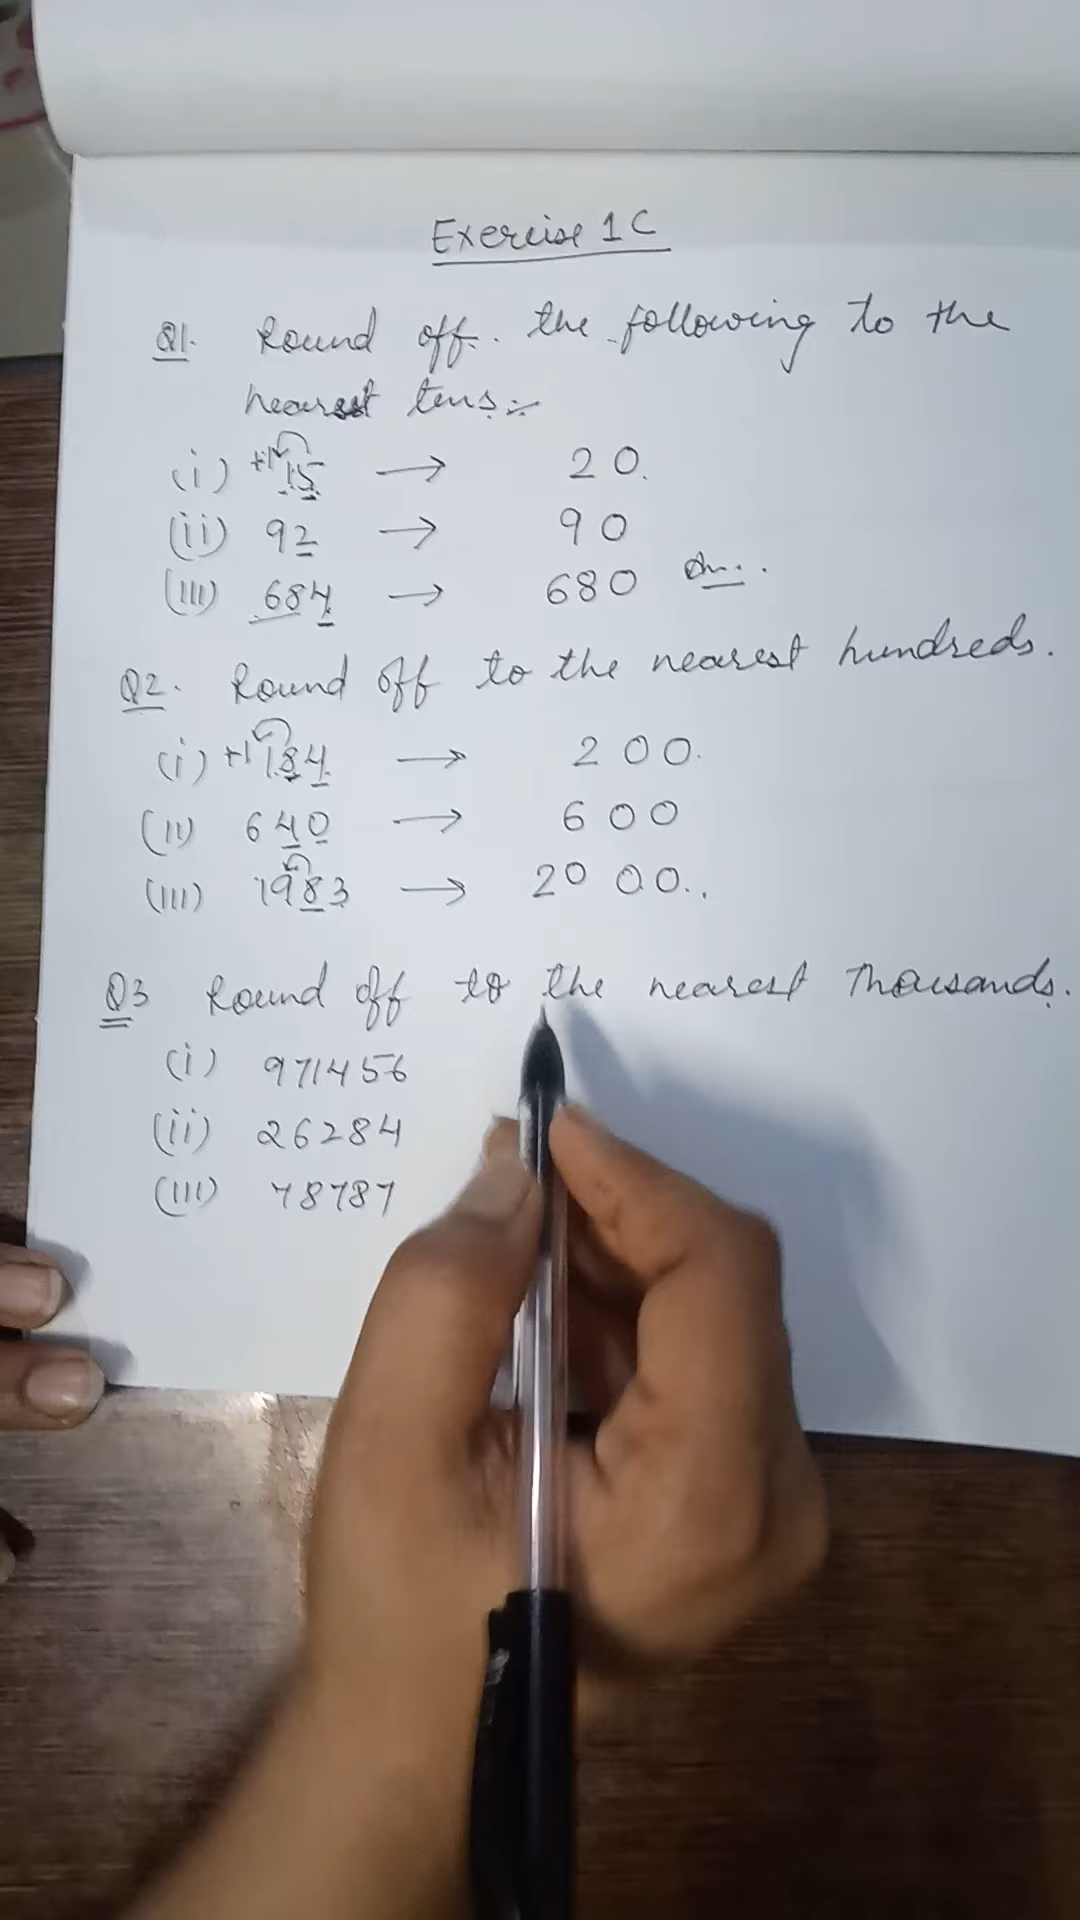 Exercise 1C
Q1. Round off. the following to the
nearest tens:-
(i) +1 15 → 20.
(ii) 92 → 90
(iii) 684 → 680 Ans.
Q2. Round off to the nearest hundreds.
(i) +1 184 → 200.
(ii) 640 → 600
(iii) 1983 → 2000.
Q3 Round off to the nearest Thousands.
(i) 971456
(ii) 26284
(iii) 78787